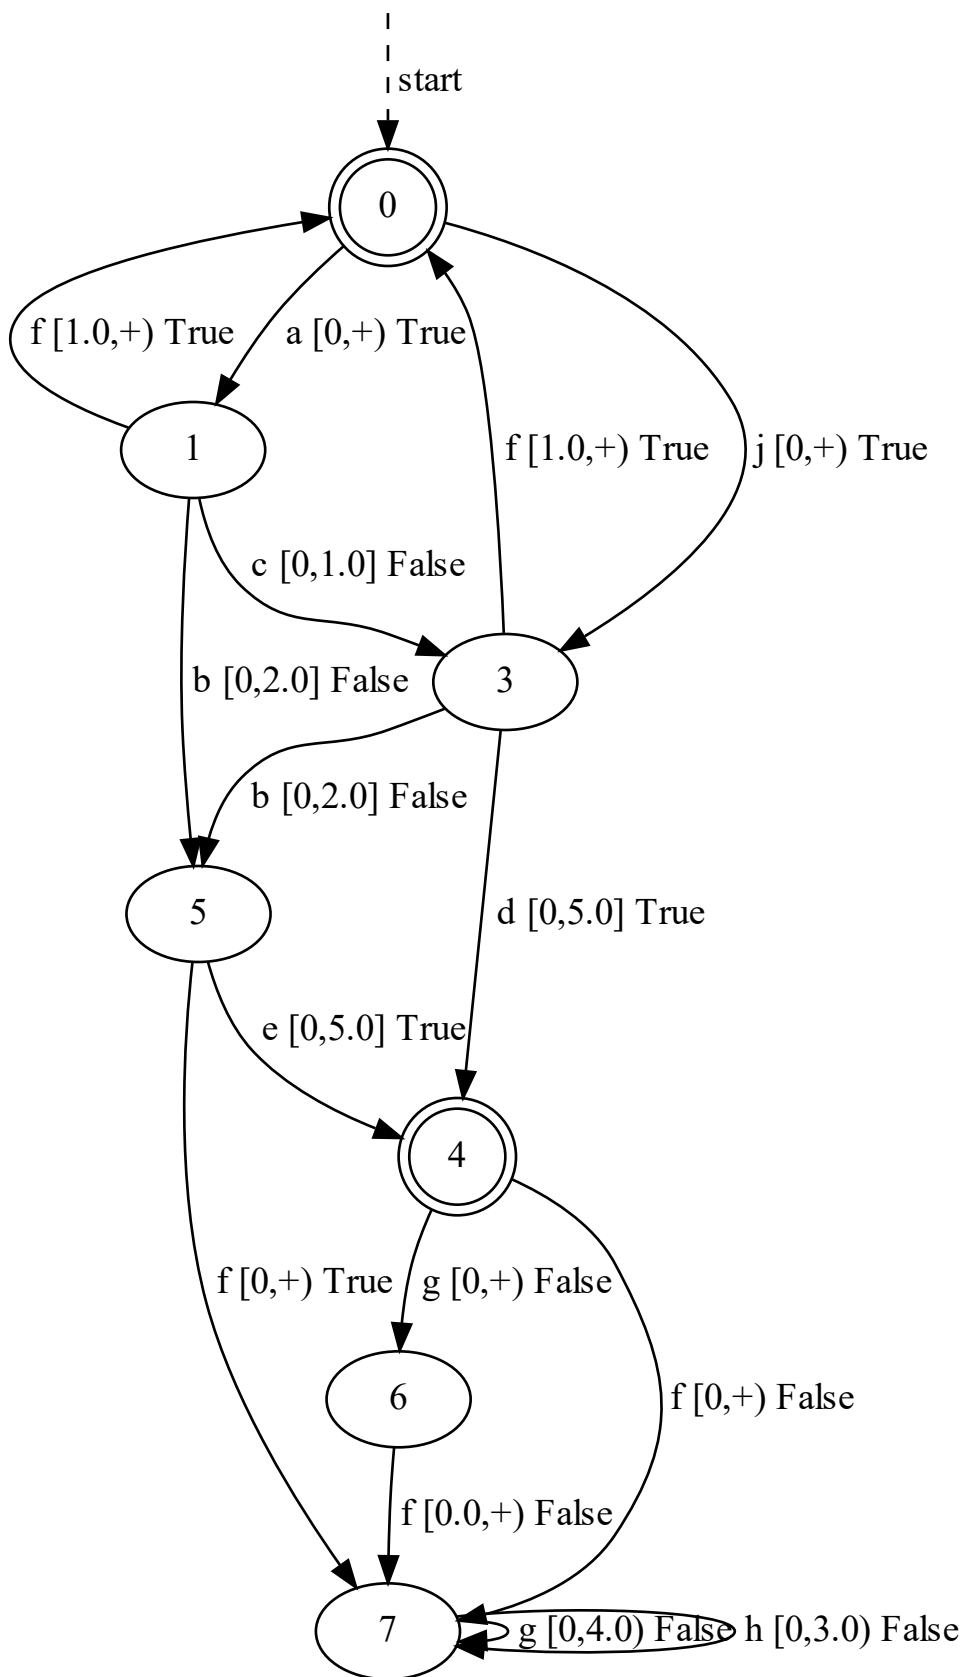 start
0
f [1.0,+) True
a [0,+) True
f [1.0,+) True
j [0,+) True
1
c [0,1.0] False
b [0,2.0] False
3
b [0,2.0] False
5
d [0,5.0] True
e [0,5.0] True
4
f [0,+) True
g [0,+) False
6
f [0,+) False
f [0.0,+) False
7
g [0,4.0) False
h [0,3.0) False